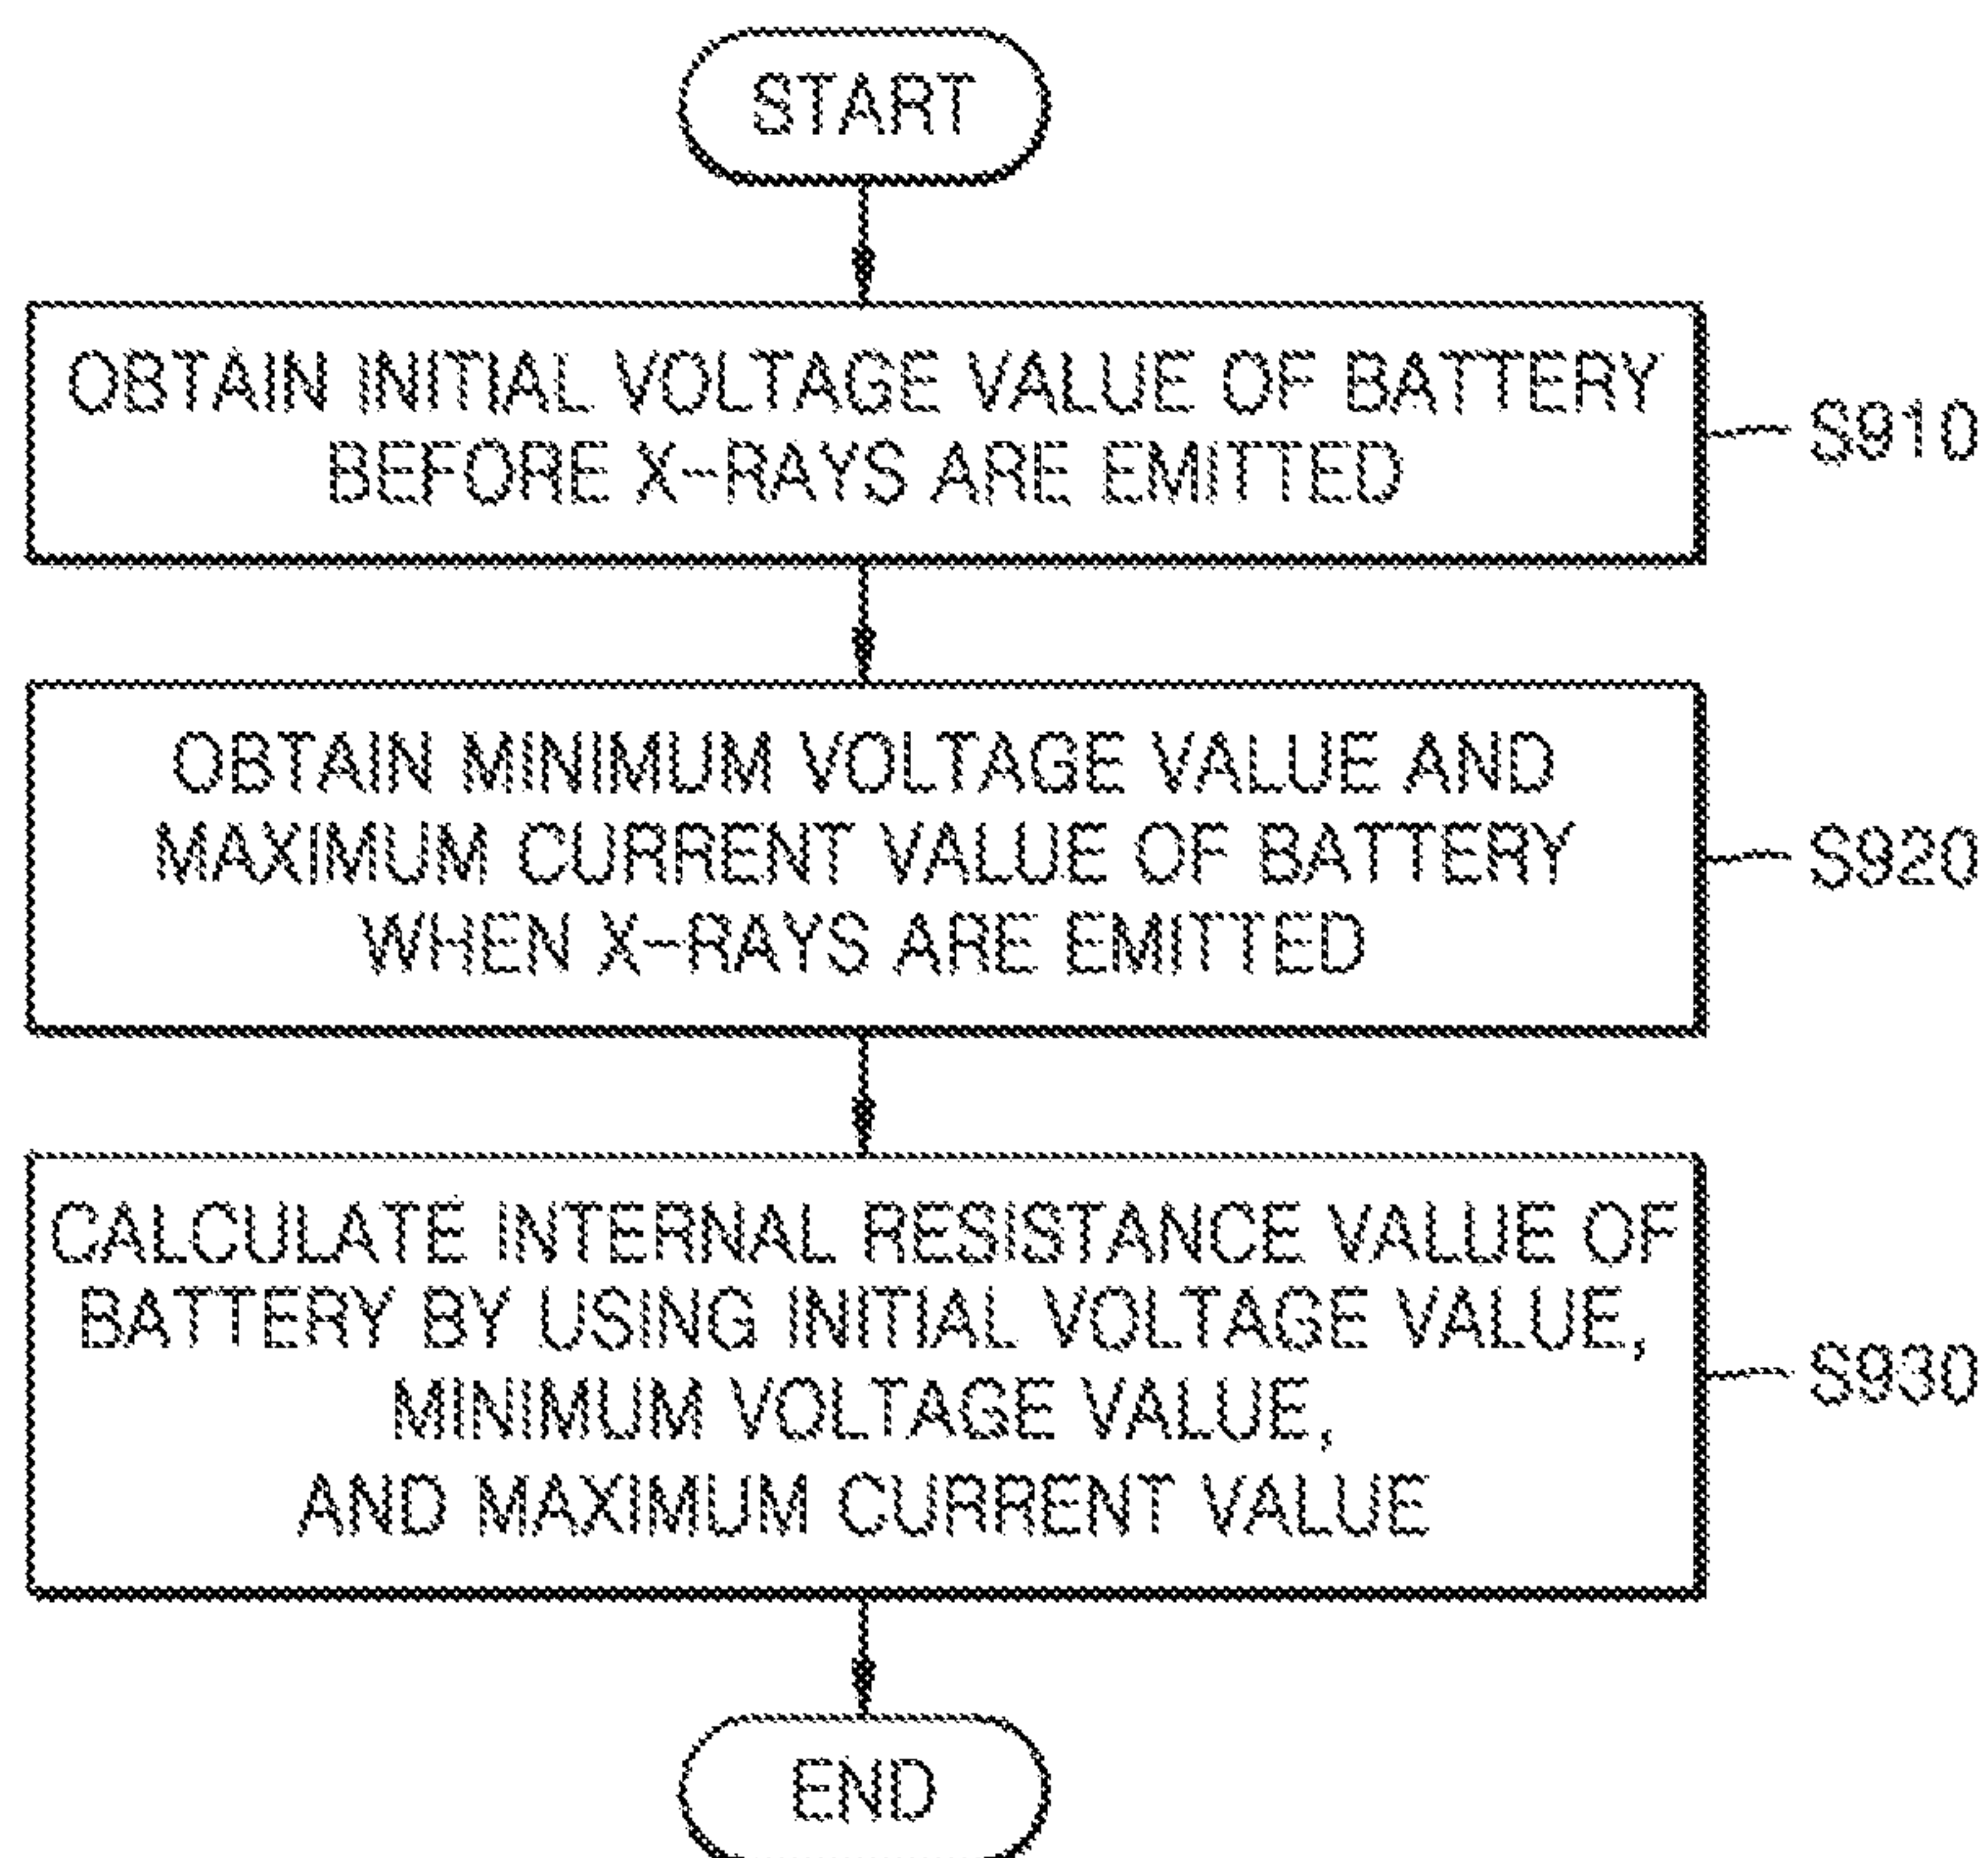 START
OBTAIN INITIAL VOLTAGE VALUE OF BATTERY
BEFORE X-RAYS ARE EMITTED
S910
OBTAIN MINIMUM VOLTAGE VALUE AND
MAXIMUM CURRENT VALUE OF BATTERY
WHEN X-RAYS ARE EMITTED
S920
CALCULATE INTERNAL RESISTANCE VALUE OF
BATTERY BY USING INITIAL VOLTAGE VALUE,
MINIMUM VOLTAGE VALUE,
AND MAXIMUM CURRENT VALUE
S930
END